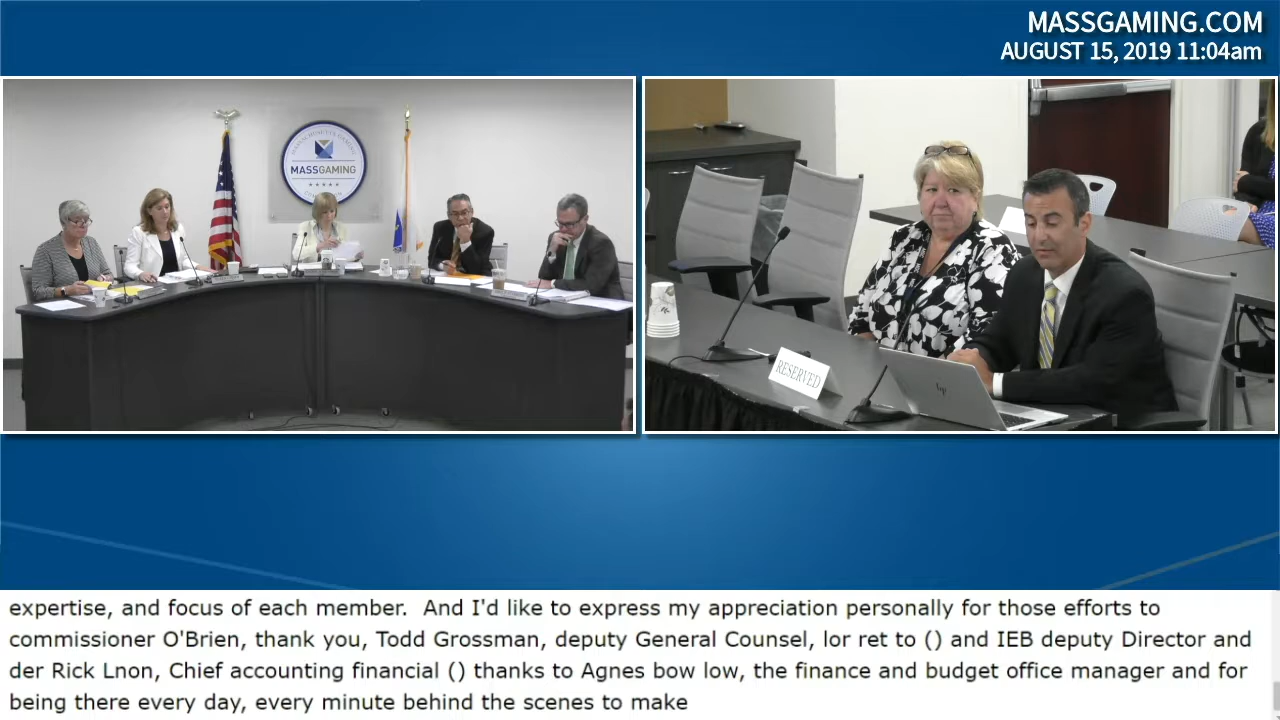 MASSGAMING.COM
AUGUST 15, 2019 11:04am
MASSGAMING
RESERVED
hp
expertise, and focus of each member.  And I'd like to express my appreciation personally for those efforts to
commissioner O'Brien, thank you, Todd Grossman, deputy General Counsel, lor ret to () and IEB deputy Director and
der Rick Lnon, Chief accounting financial () thanks to Agnes bow low, the finance and budget office manager and for
being there every day, every minute behind the scenes to make